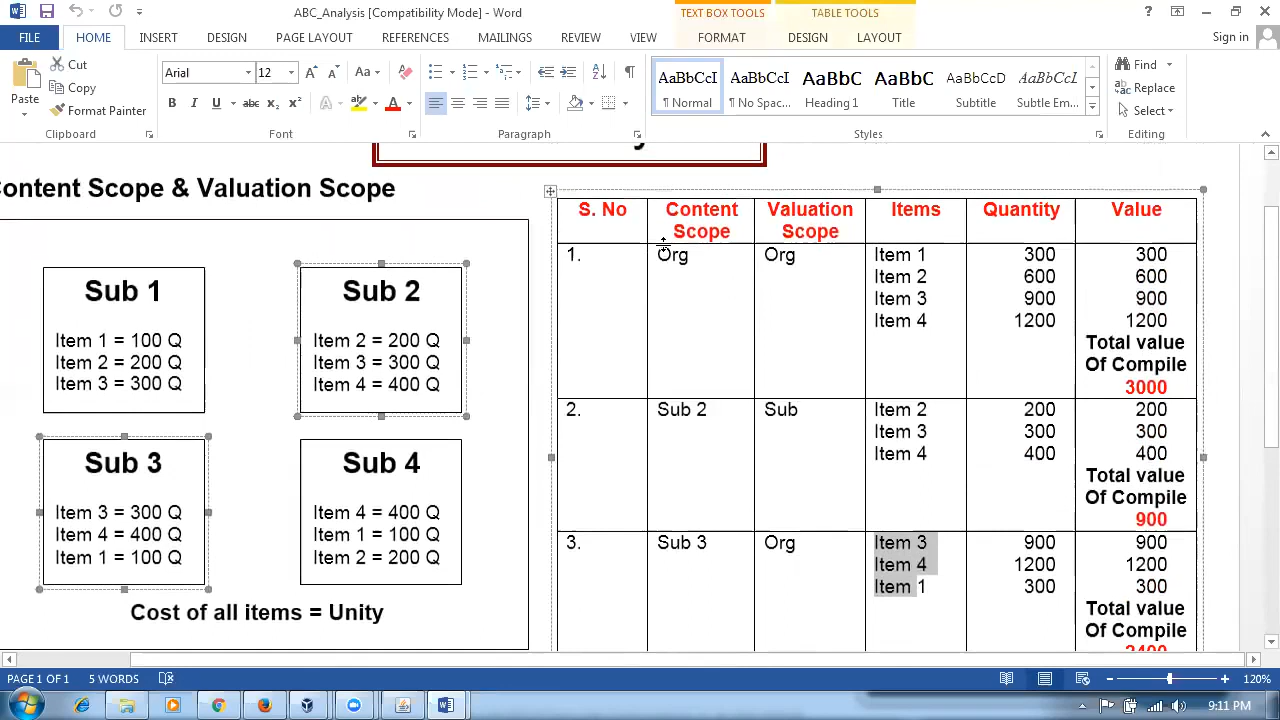 ABC_Analysis [Compatibility Mode] - Word
TEXT BOX TOOLS
TABLE TOOLS
?
FILE
HOME
INSERT
DESIGN
PAGE LAYOUT
REFERENCES
MAILINGS
REVIEW
VIEW
FORMAT
DESIGN
LAYOUT
Sign in
Paste
Cut
Copy
Format Painter
Clipboard
Arial
12
Font
Paragraph
AaBbCcI
¶ Normal
AaBbCcI
¶ No Spac...
AaBbC
Heading 1
AaBbC
Title
AaBbCcD
Subtitle
AaBbCcI
Subtle Em...
Styles
Find
Replace
Select
Editing
ontent Scope & Valuation Scope
Sub 1
Item 1 = 100 Q
Item 2 = 200 Q
Item 3 = 300 Q
Sub 2
Item 2 = 200 Q
Item 3 = 300 Q
Item 4 = 400 Q
Sub 3
Item 3 = 300 Q
Item 4 = 400 Q
Item 1 = 100 Q
Sub 4
Item 4 = 400 Q
Item 1 = 100 Q
Item 2 = 200 Q
Cost of all items = Unity
S. No Content Scope Valuation Scope Items Quantity Value
1. Org Org Item 1 300 300
Item 2 600 600
Item 3 900 900
Item 4 1200 1200
Total value
Of Compile
3000
2. Sub 2 Sub Item 2 200 200
Item 3 300 300
Item 4 400 400
Total value
Of Compile
900
3. Sub 3 Org Item 3 900 900
Item 4 1200 1200
Item 1 300 300
Total value
Of Compile
2400
PAGE 1 OF 1
5 WORDS
120%
9:11 PM